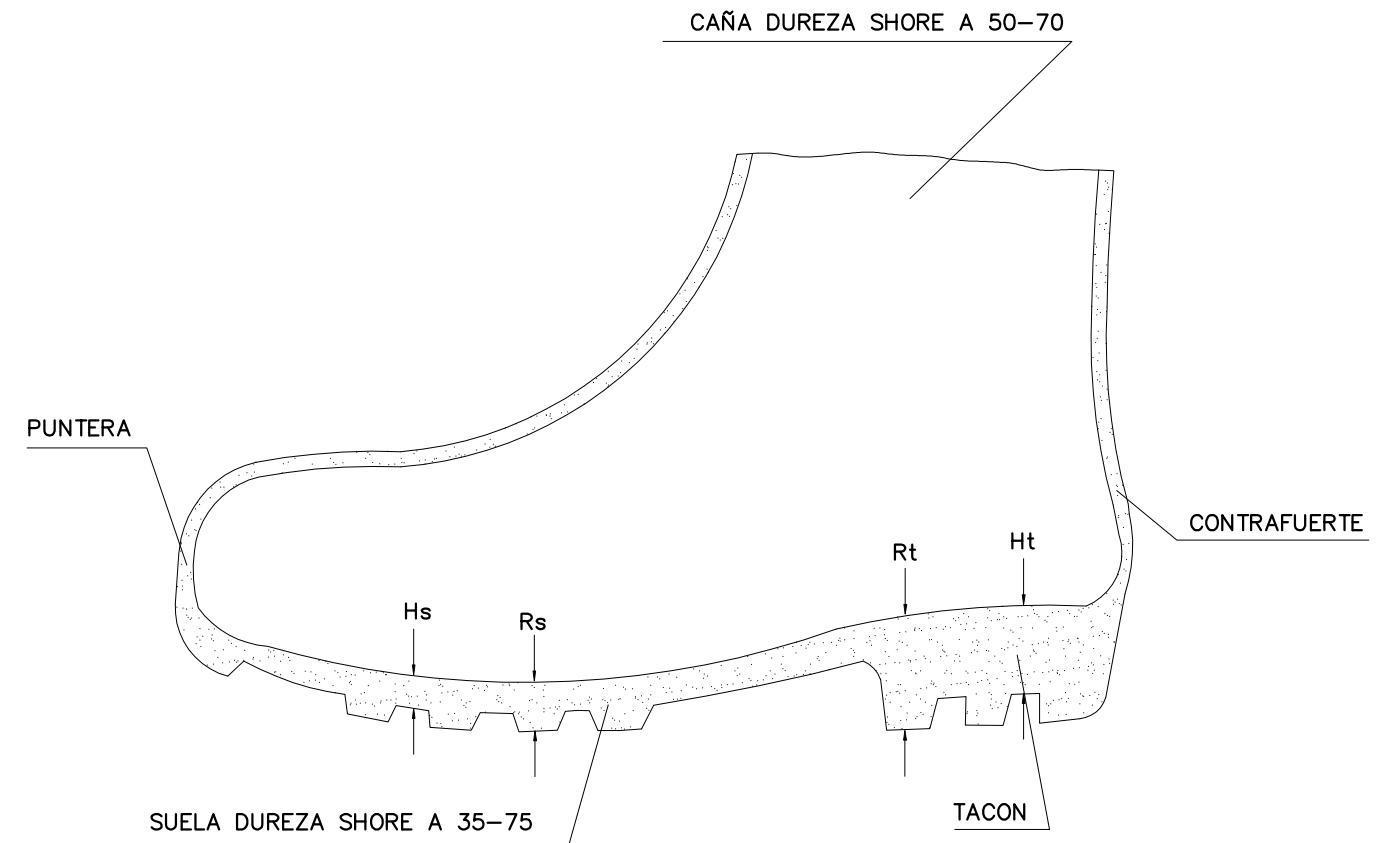 CAÑA DUREZA SHORE A 50-70
PUNTERA
CONTRAFUERTE
Rt
Ht
Hs
Rs
SUELA DUREZA SHORE A 35-75
TACON